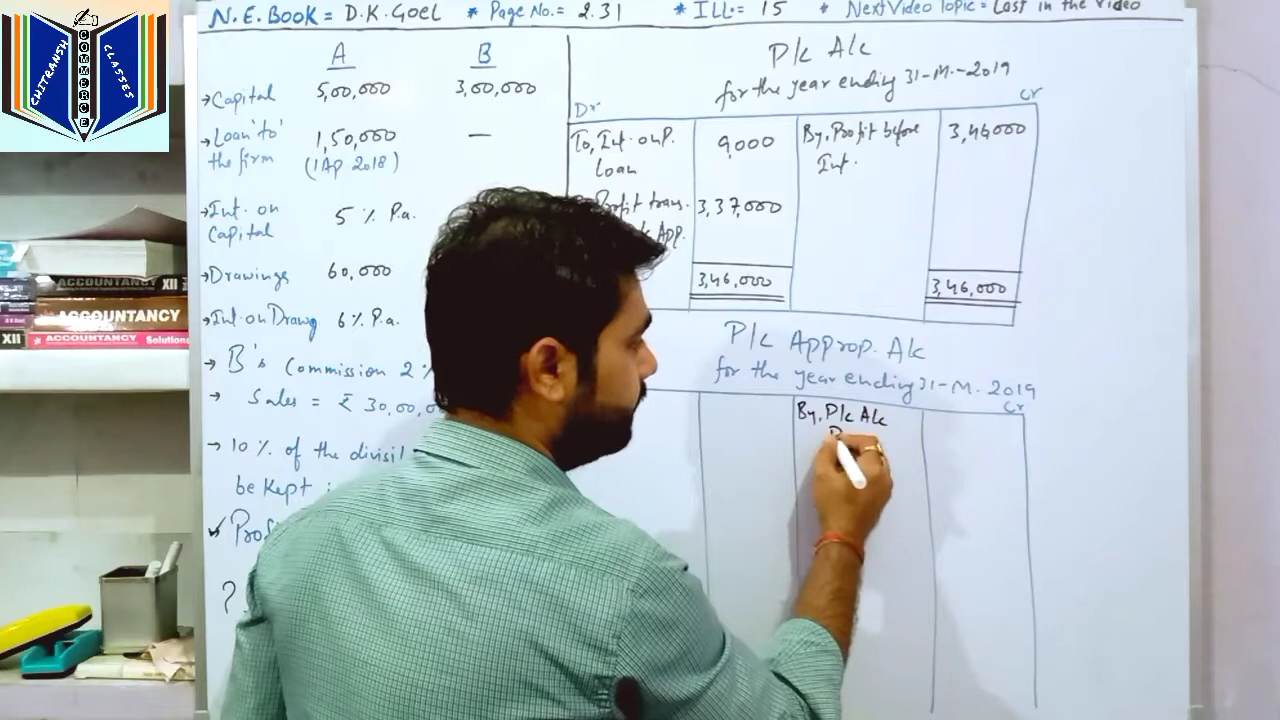 N.E. BOOK = D.K. Goel * Page No. = 2.31 * ILL. = 15 * Next Video Topic = Last in the Video
CHITRANSH
COMMERCE
CLASSES
A B
→ Capital 5,00,000 3,00,000
→ Loan 'to' 1,50,000 —
the firm (1 Ap 2018)
→ Int. on 5 % P.a.
Capital
→ Drawings 60,000
→ Int. on Drawg 6 % P.a.
→ B's Commission 2 %
→ Sales = ₹ 30,00,0
→ 10 % of the
be kept
?
P/L A/c
for the year ending 31-M.-2019
Dr Cr
To, Int. on P. 9,000 By, Profit before 3,46,000
Loan Int.
Profit trans. 3,37,000
App.
3,46,000 3,46,000
P/L Approp. A/c
for the year ending 31-M. 2019
Cr
By, P/L A/c
ACCOUNTANCY XII
ACCOUNTANCY
XII ACCOUNTANCY Solutions